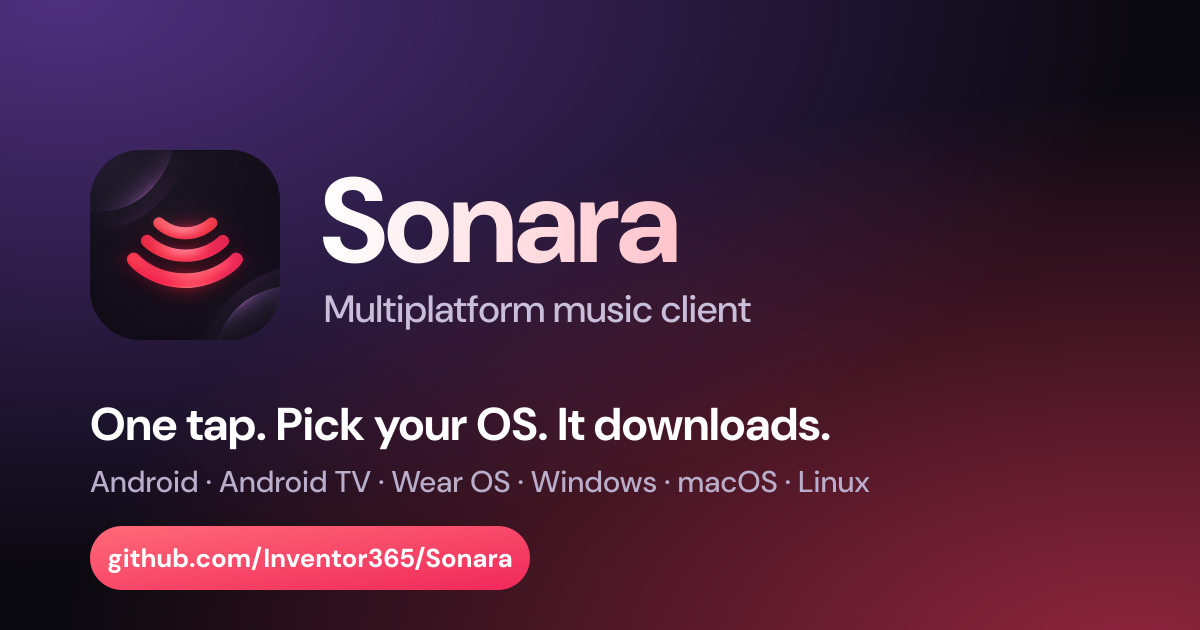 Sonara
Multiplatform music client
One tap. Pick your OS. It downloads.
Android · Android TV · Wear OS · Windows · macOS · Linux
github.com/Inventor365/Sonara